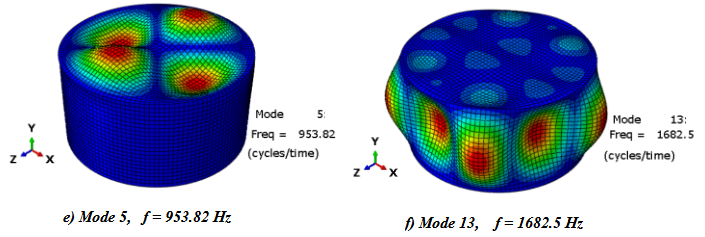 Mode 5:
Freq = 953.82
(cycles/time)
Y
Z X
e) Mode 5, f = 953.82 Hz
Mode 13:
Freq = 1682.5
(cycles/time)
Y
Z X
f) Mode 13, f = 1682.5 Hz